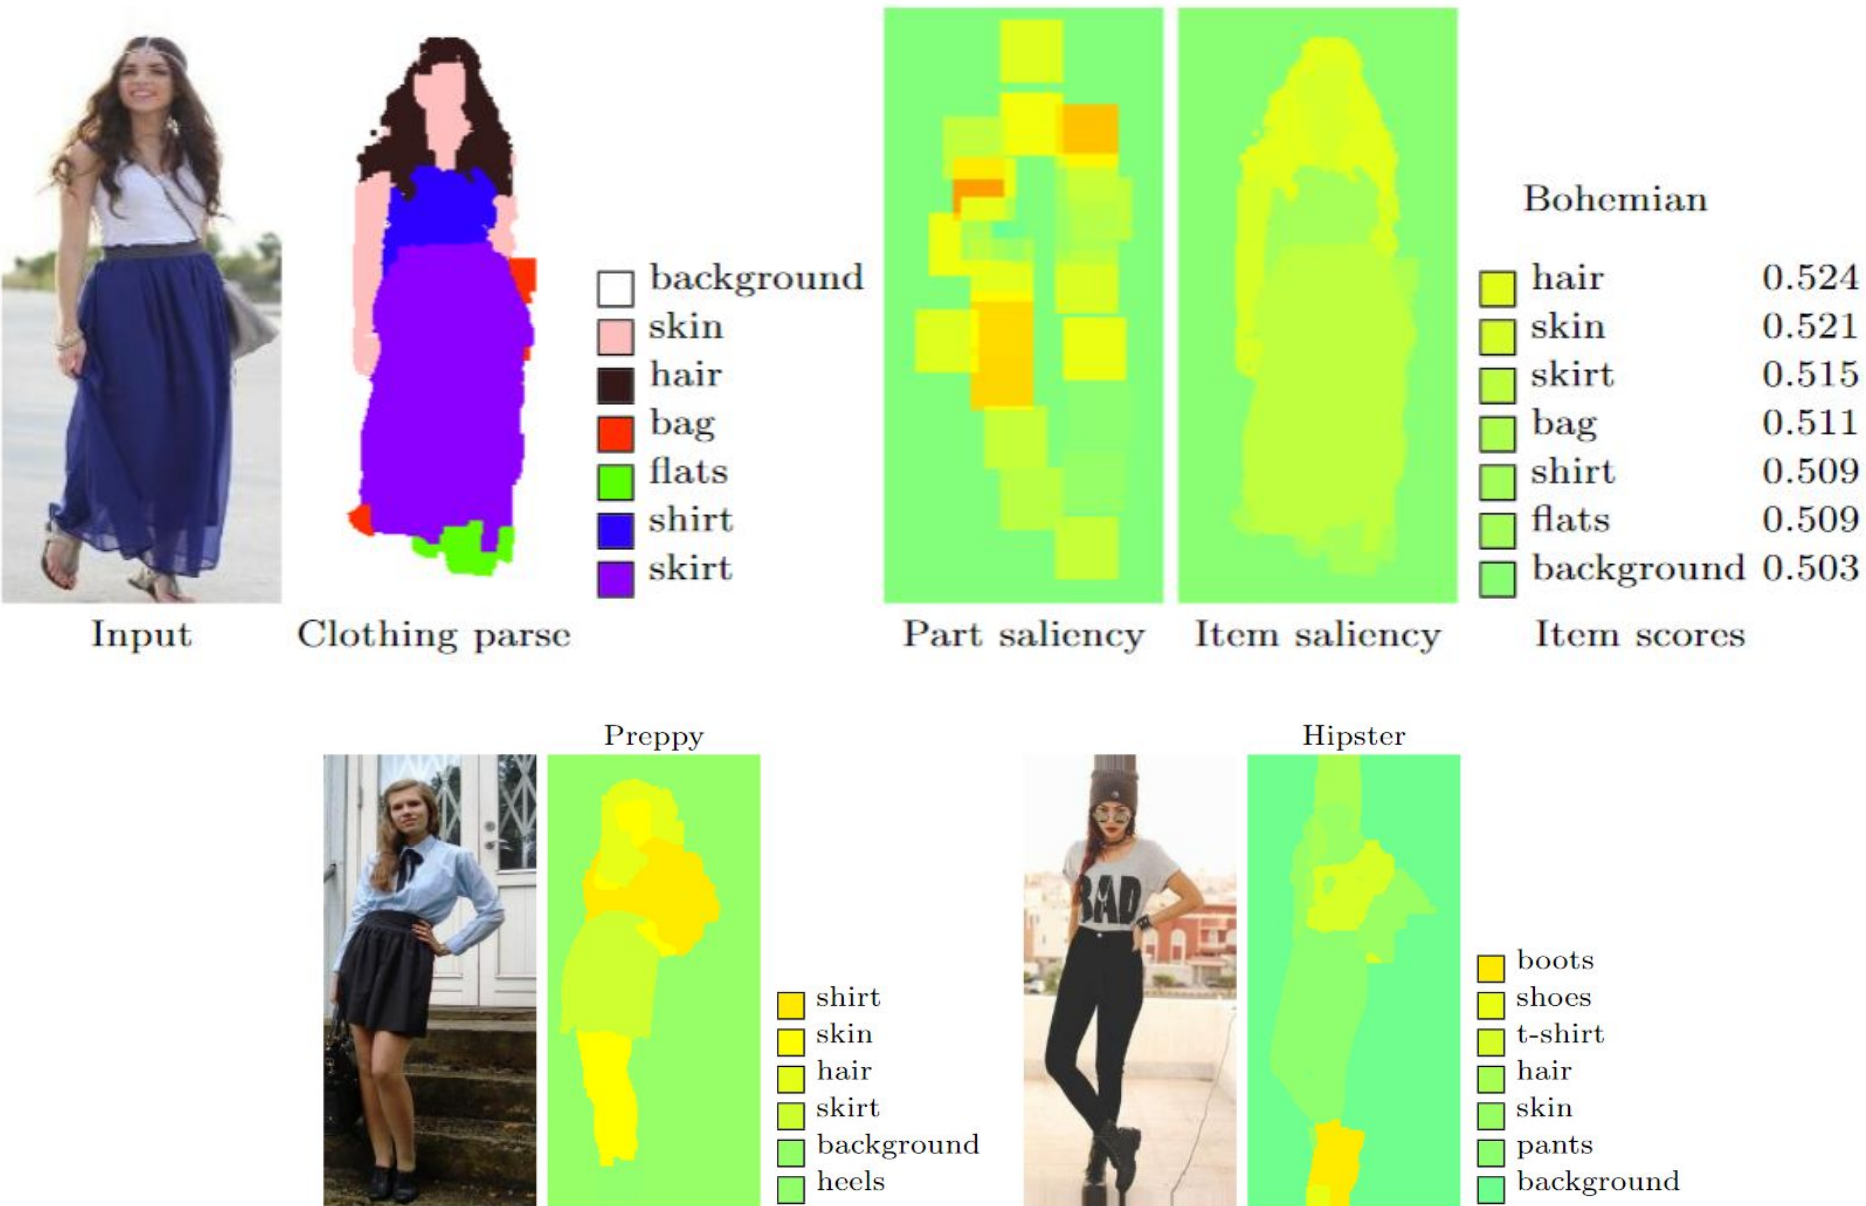 background
skin
hair
bag
flats
shirt
skirt
Bohemian
hair 0.524
skin 0.521
skirt 0.515
bag 0.511
shirt 0.509
flats 0.509
background 0.503
Input
Clothing parse
Part saliency
Item saliency
Item scores
Preppy
shirt
skin
hair
skirt
background
heels
Hipster
BAD
boots
shoes
t-shirt
hair
skin
pants
background